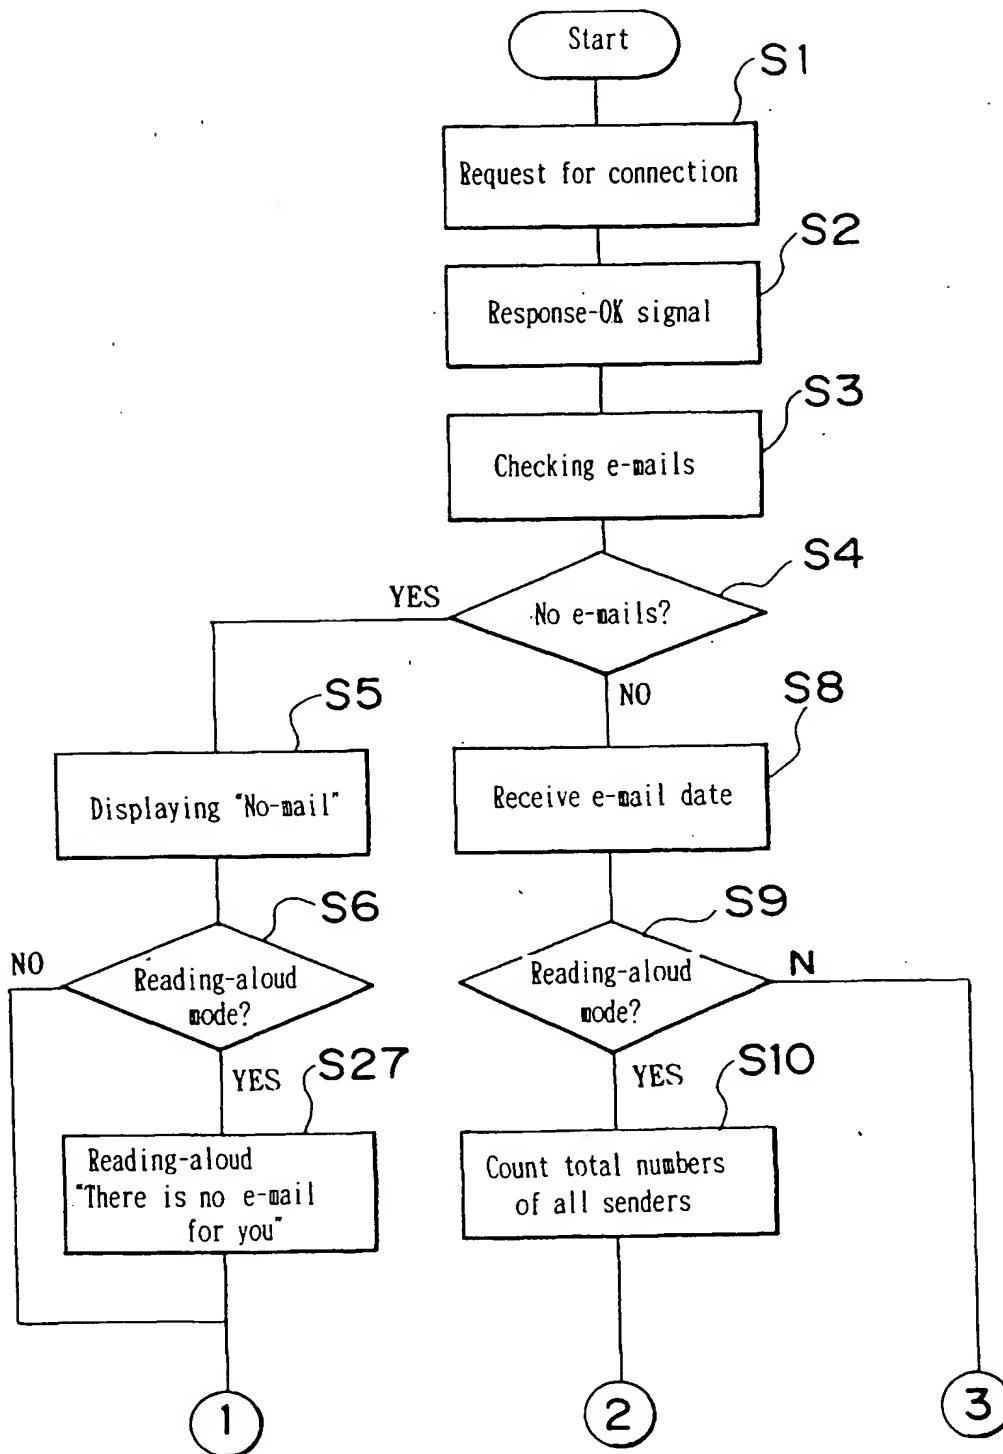 Start
S1
Request for connection
S2
Response-OK signal
S3
Checking e-mails
S4
YES
No e-mails?
NO
S5
S8
Displaying "No-mail"
Receive e-mail date
S6
S9
NO
Reading-aloud
mode?
Reading-aloud
mode?
N
YES
S27
YES
S10
Reading-aloud
"There is no e-mail
for you"
Count total numbers
of all senders
1
2
3